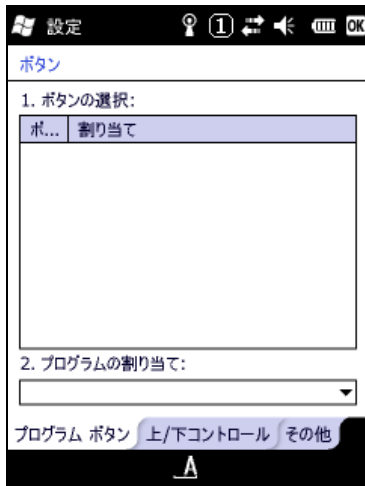 設定 1 OK
ボタン
1. ボタンの選択:
ボ... 割り当て
2. プログラムの割り当て:
プログラム ボタン 上/下コントロール その他
A